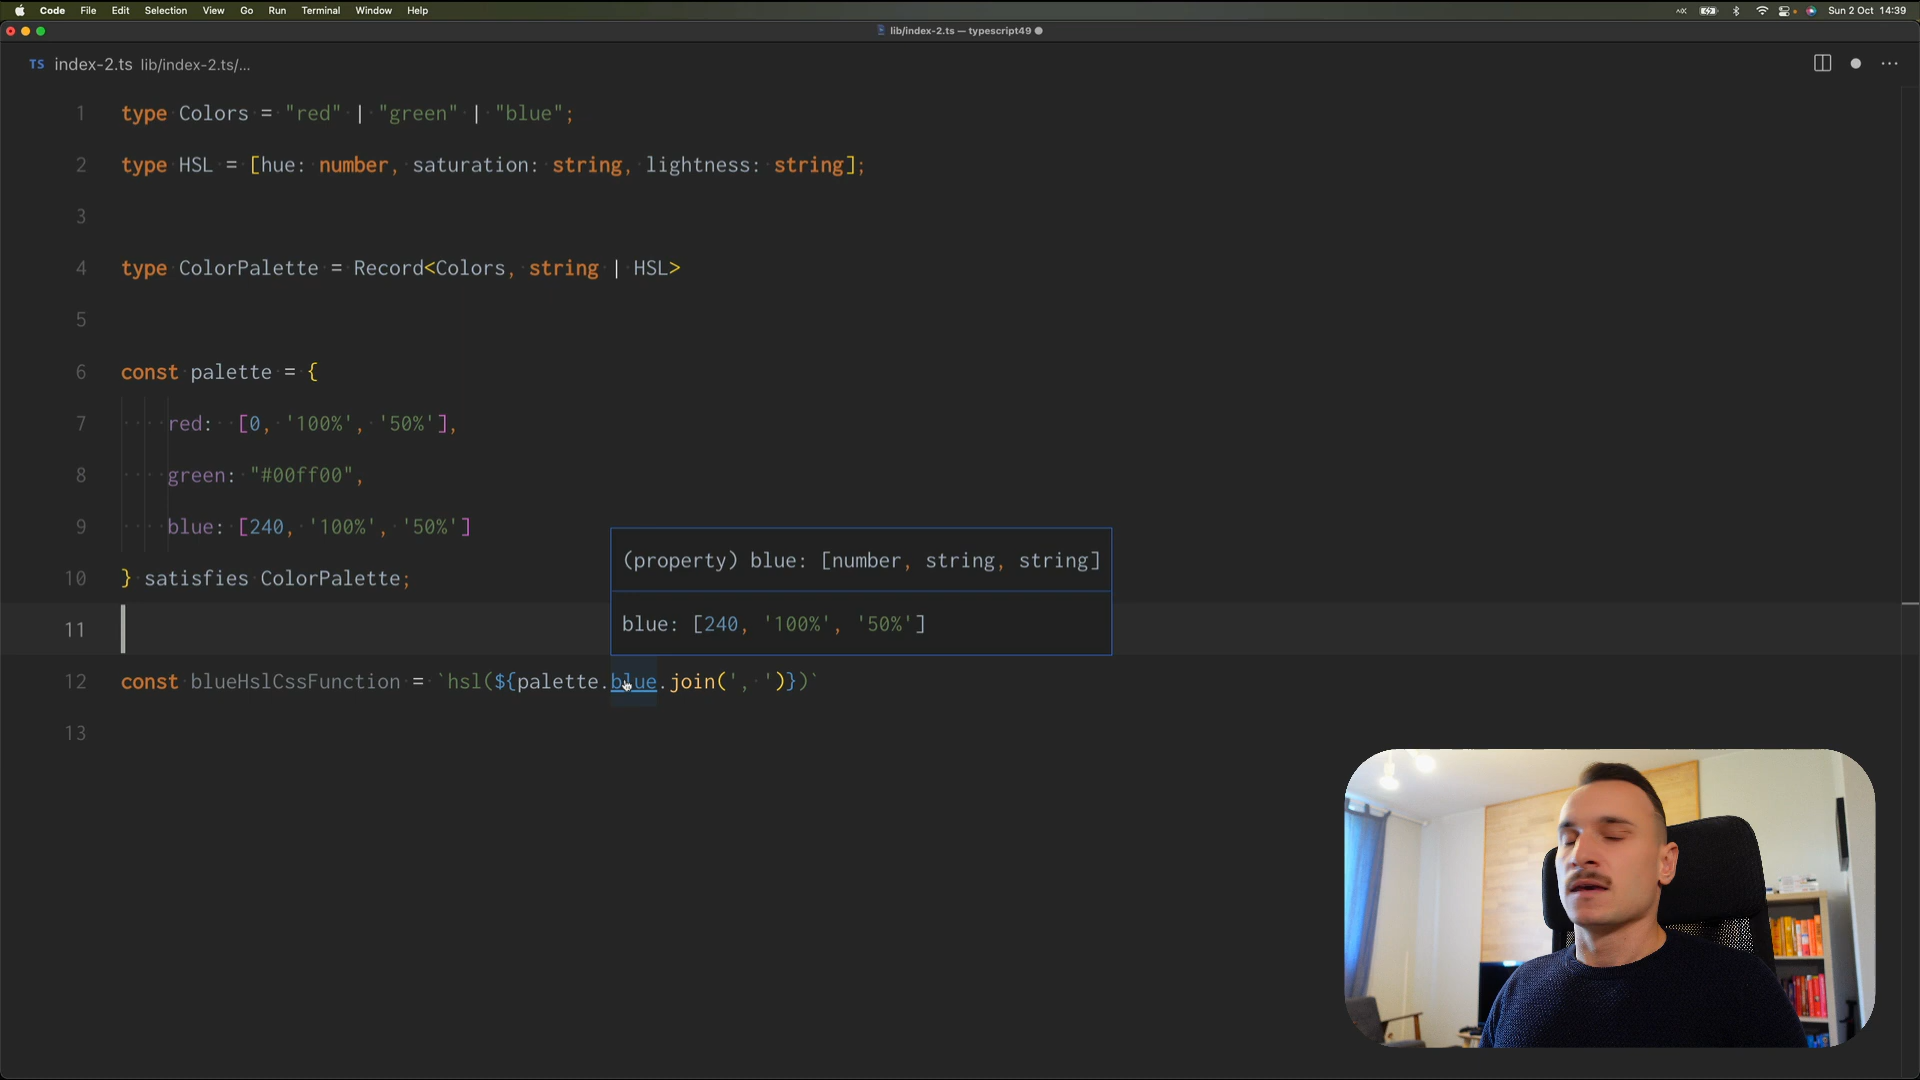 Code File Edit Selection View Go Run Terminal Window Help Sun 2 Oct 14:39
lib/index-2.ts — typescript49
TS index-2.ts lib/index-2.ts/...
1 type Colors = "red" | "green" | "blue";
2 type HSL = [hue: number, saturation: string, lightness: string];
3
4 type ColorPalette = Record<Colors, string | HSL>
5
6 const palette = {
7 red: [0, '100%', '50%'],
8 green: "#00ff00",
9 blue: [240, '100%', '50%']
(property) blue: [number, string, string]
10 } satisfies ColorPalette;
11
blue: [240, '100%', '50%']
12 const blueHslCssFunction = `hsl(${palette.blue.join(', ')})`
13